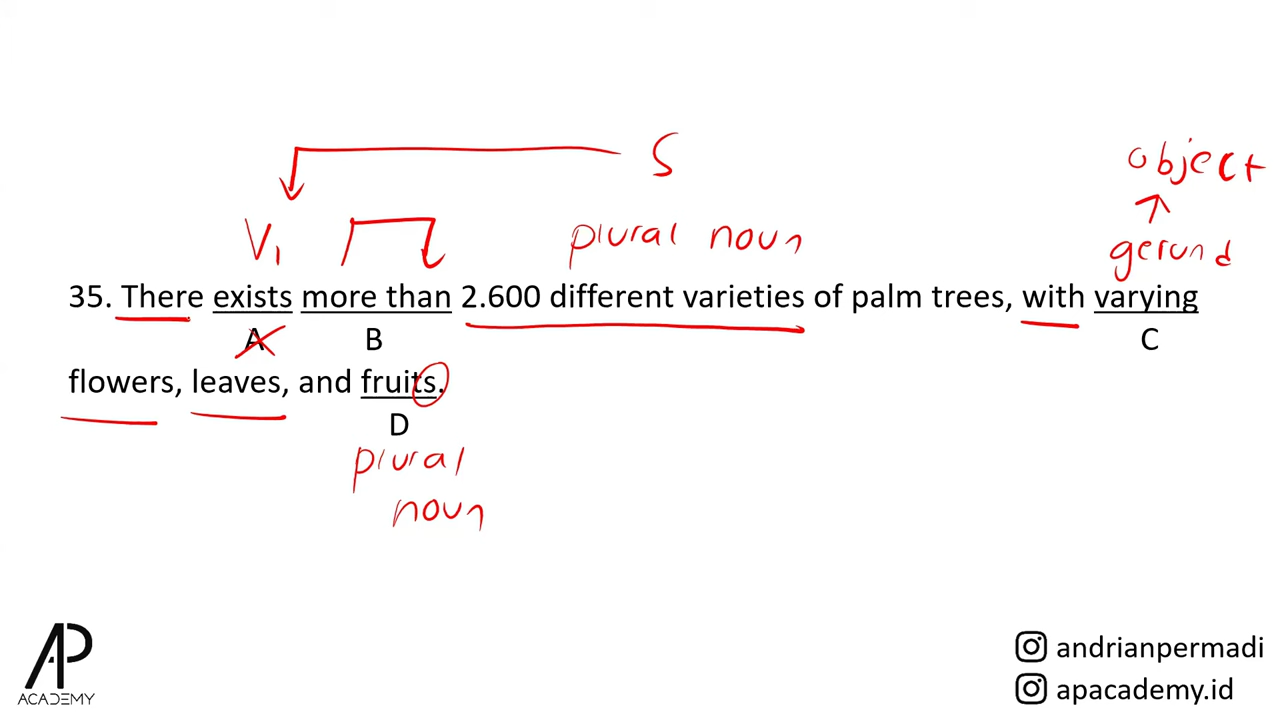 S
object
V1
plural noun
gerund
35. There exists more than 2.600 different varieties of palm trees, with varying
A B C
flowers, leaves, and fruits.
D
plural
noun
AP
ACADEMY
andrianpermadi
apacademy.id